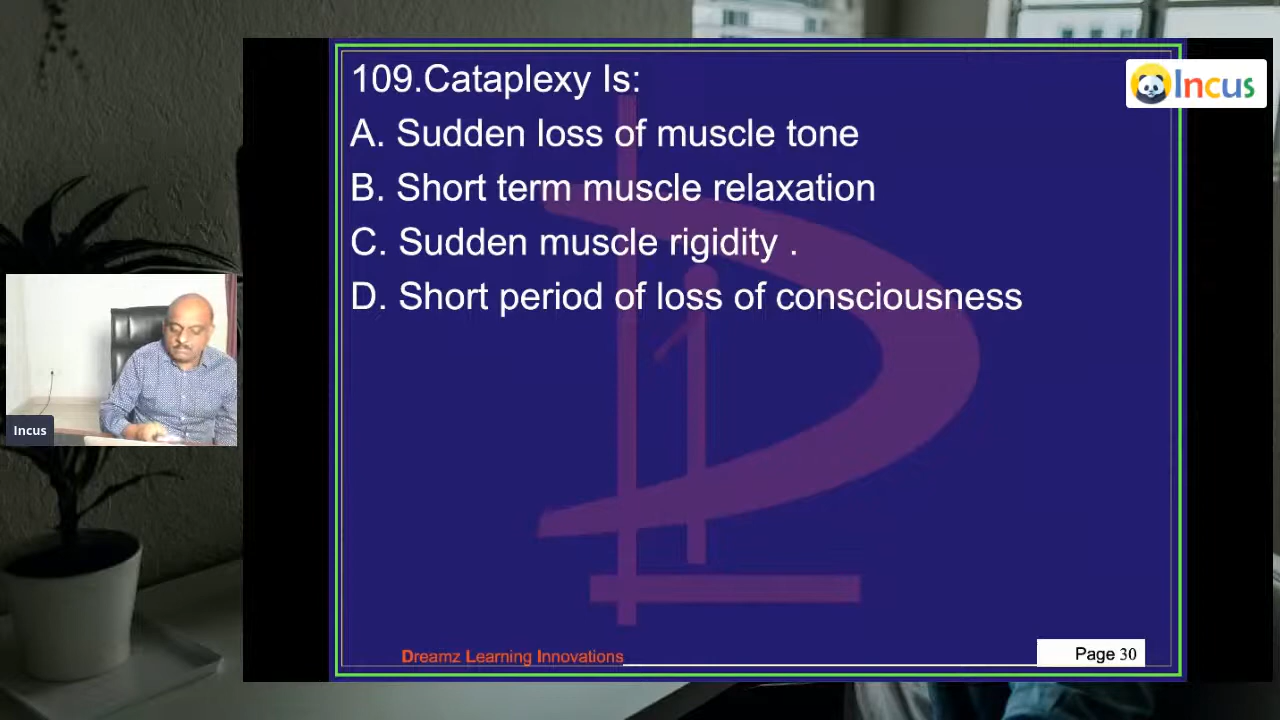 109.Cataplexy Is:
A. Sudden loss of muscle tone
B. Short term muscle relaxation
C. Sudden muscle rigidity .
D. Short period of loss of consciousness
Incus
Incus
Dreamz Learning Innovations
Page 30